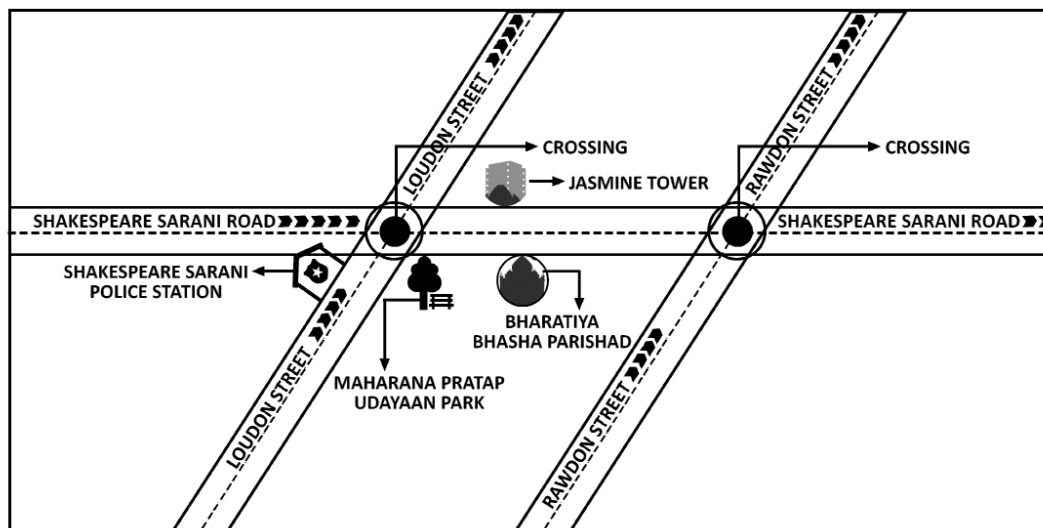 LOUDON STREET
RAWDON STREET
CROSSING
CROSSING
JASMINE TOWER
SHAKESPEARE SARANI ROAD
SHAKESPEARE SARANI ROAD
SHAKESPEARE SARANI
POLICE STATION
BHARATIYA
BHASHA PARISHAD
MAHARANA PRATAP
UDAYAAN PARK
LOUDON STREET
RAWDON STREET